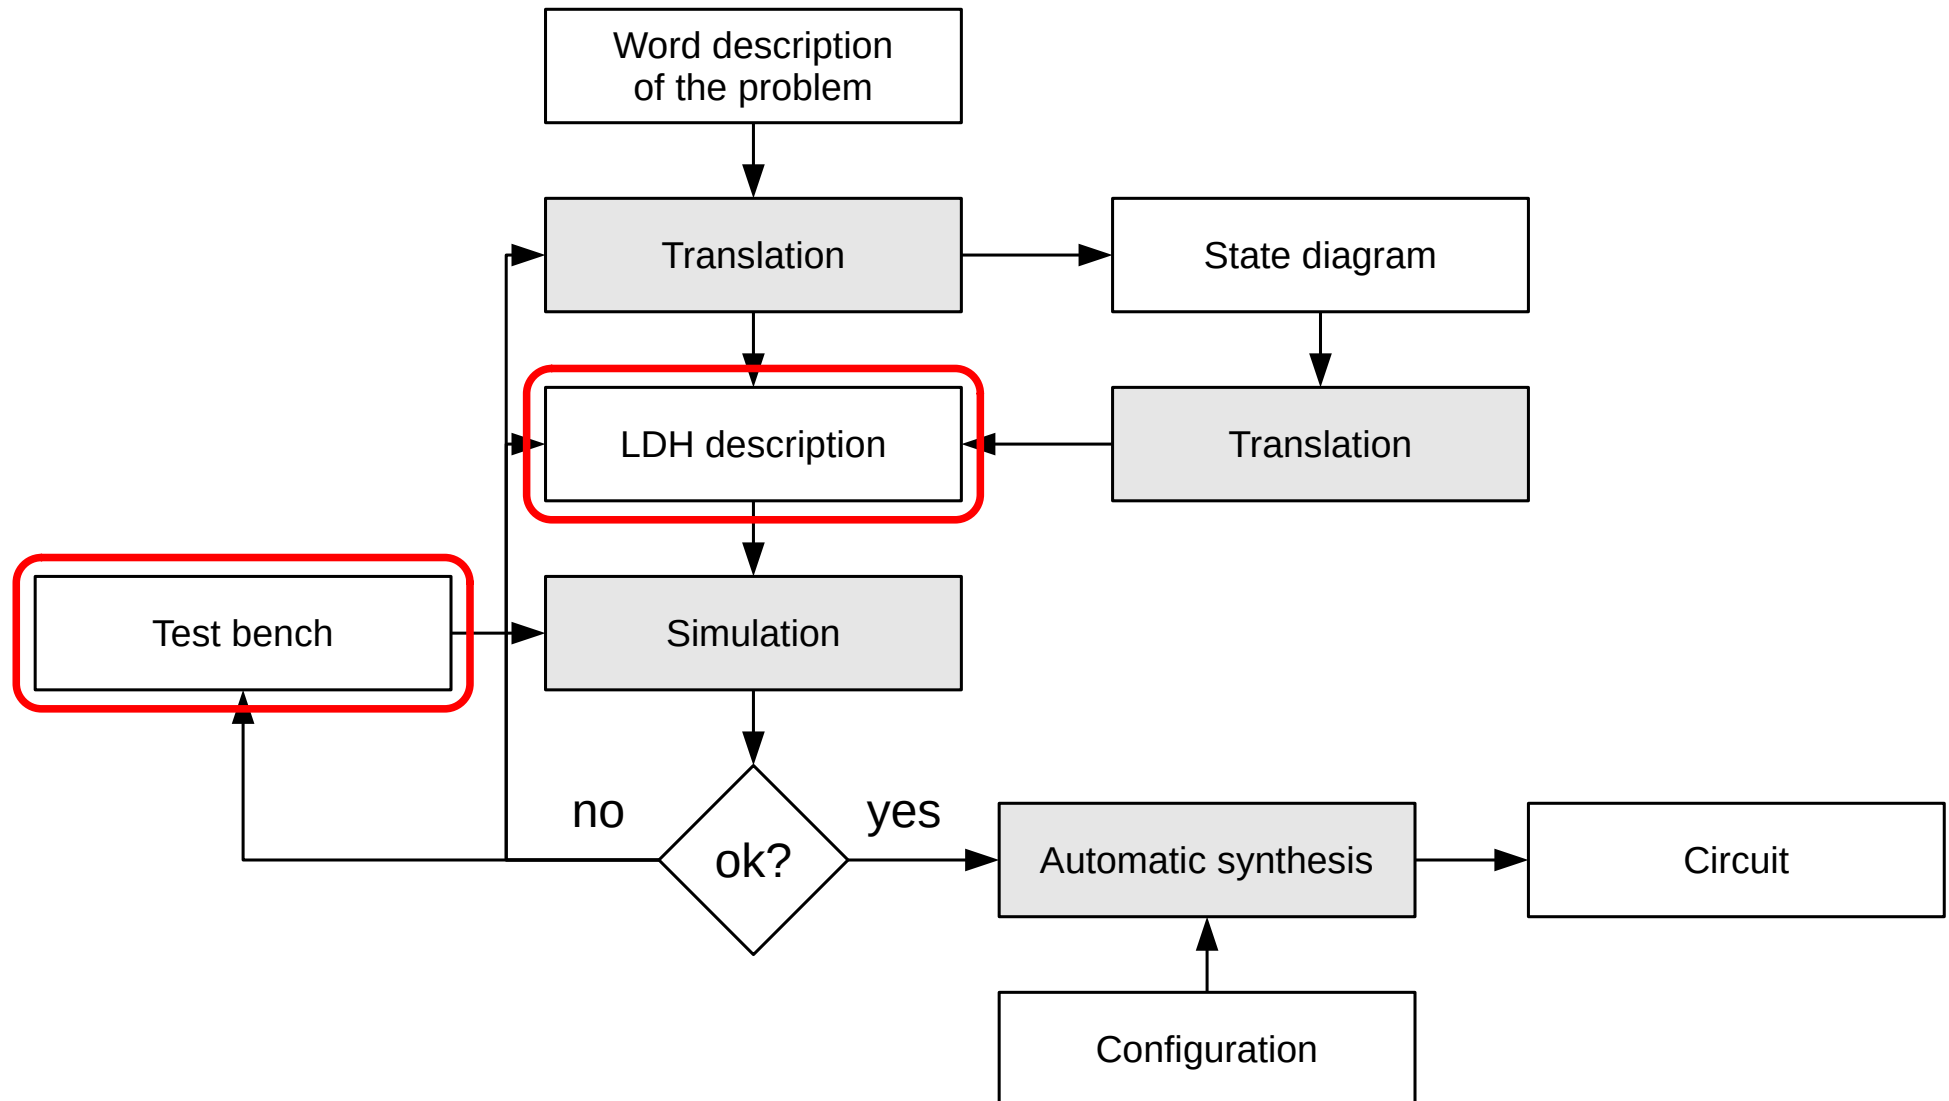 Word description
of the problem
Translation
State diagram
LDH description
Translation
Test bench
Simulation
no
yes
ok?
Automatic synthesis
Circuit
Configuration